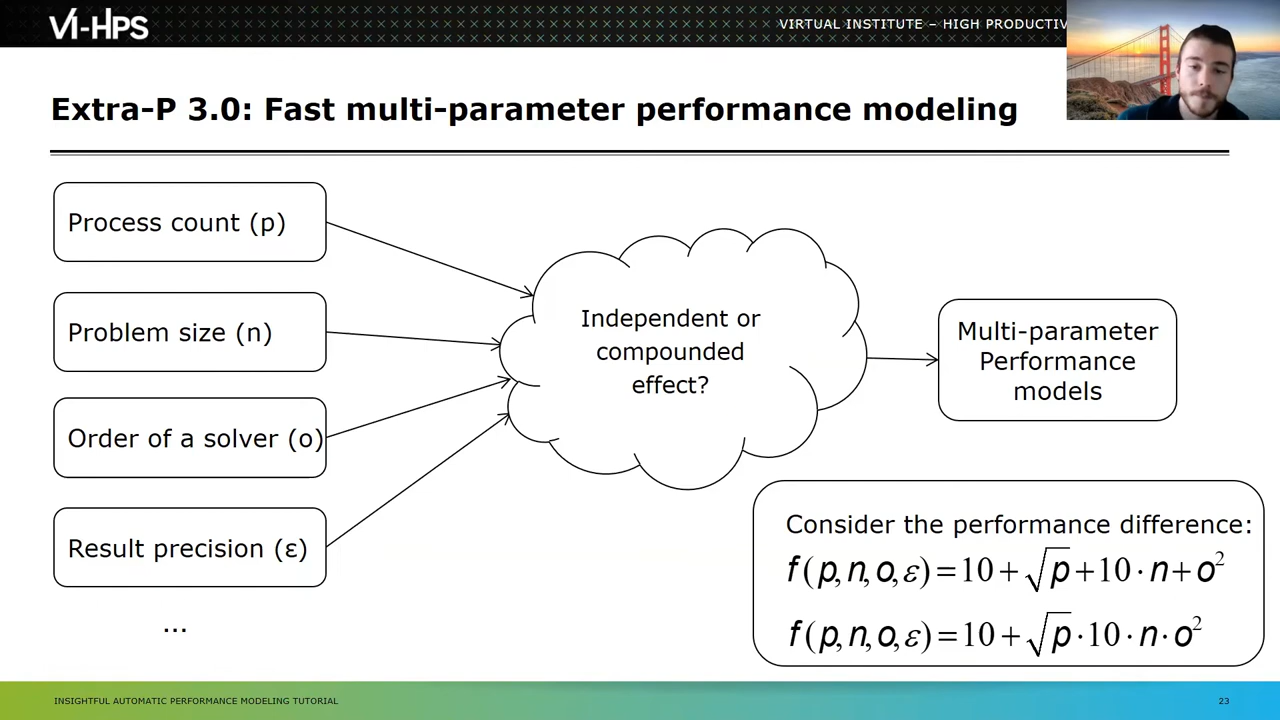 VI-HPS
VIRTUAL INSTITUTE – HIGH PRODUCTIV
Extra-P 3.0: Fast multi-parameter performance modeling
Process count (p)
Problem size (n)
Order of a solver (o)
Result precision (ε)
...
Independent or
compounded
effect?
Multi-parameter
Performance
models
Consider the performance difference:
f(p,n,o,ε)=10+√p+10·n+o²
f(p,n,o,ε)=10+√p·10·n·o²
INSIGHTFUL AUTOMATIC PERFORMANCE MODELING TUTORIAL
23